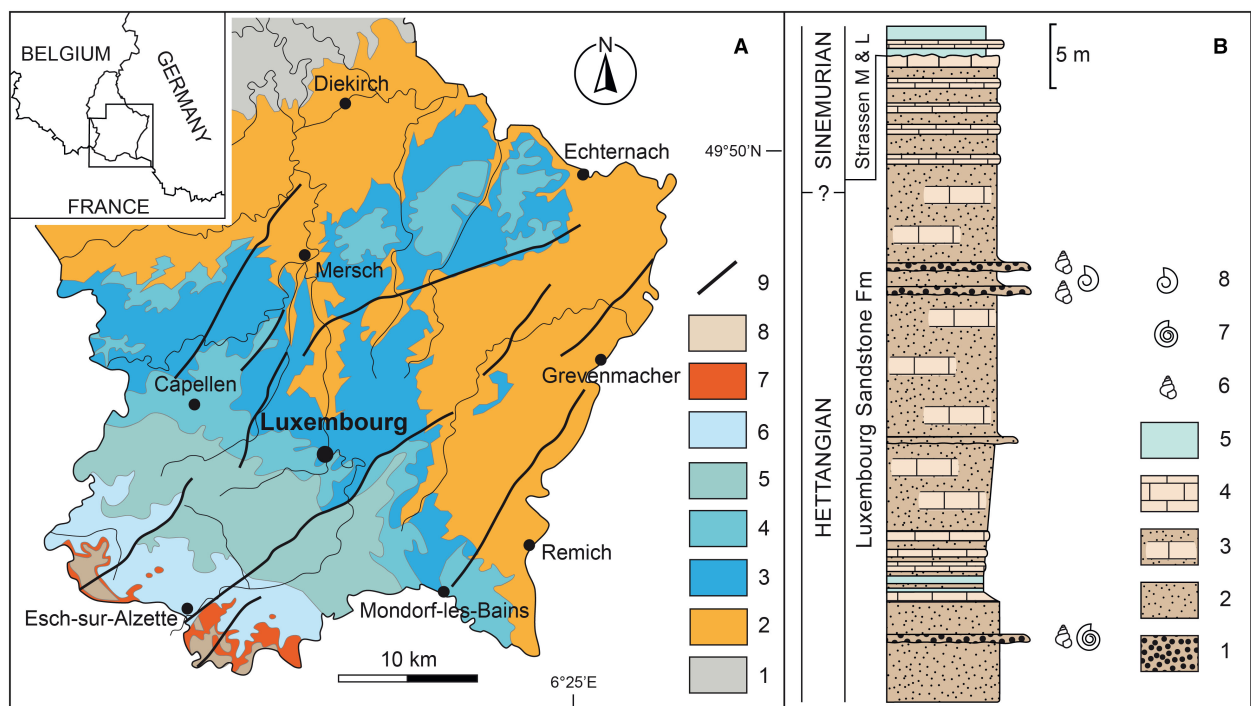 BELGIUM
GERMANY
FRANCE
A
N
Diekirch
49°50'N
Echternach
Mersch
Capellen
Grevenmacher
Luxembourg
Remich
Esch-sur-Alzette
Mondorf-les-Bains
10 km
6°25'E
9
8
7
6
5
4
3
2
1
B
5 m
SINEMURIAN
Strassen M & L
?
HETTANGIAN
Luxembourg Sandstone Fm
8
7
6
5
4
3
2
1